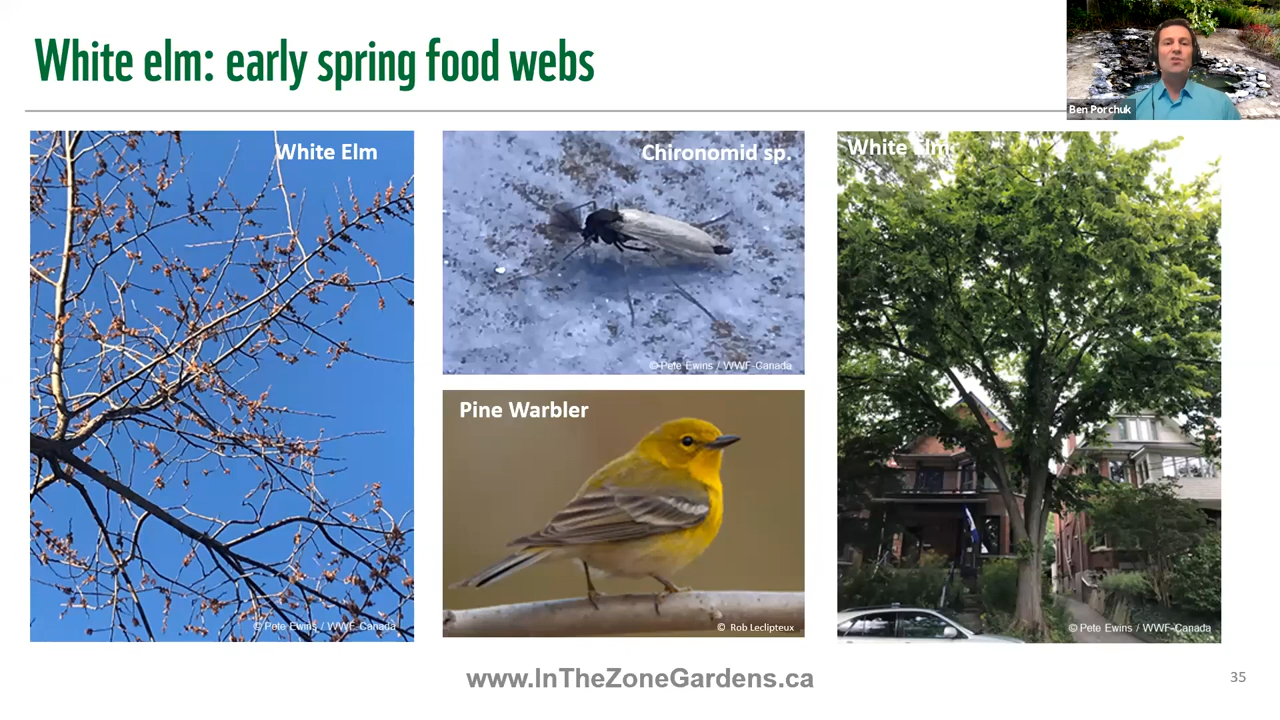 White elm: early spring food webs
Ben Porchuk
White Elm
© Pete Ewins / WWF-Canada
Chironomid sp.
© Pete Ewins / WWF-Canada
Pine Warbler
© Rob Leclipteux
White Elm
© Pete Ewins / WWF-Canada
www.InTheZoneGardens.ca
35